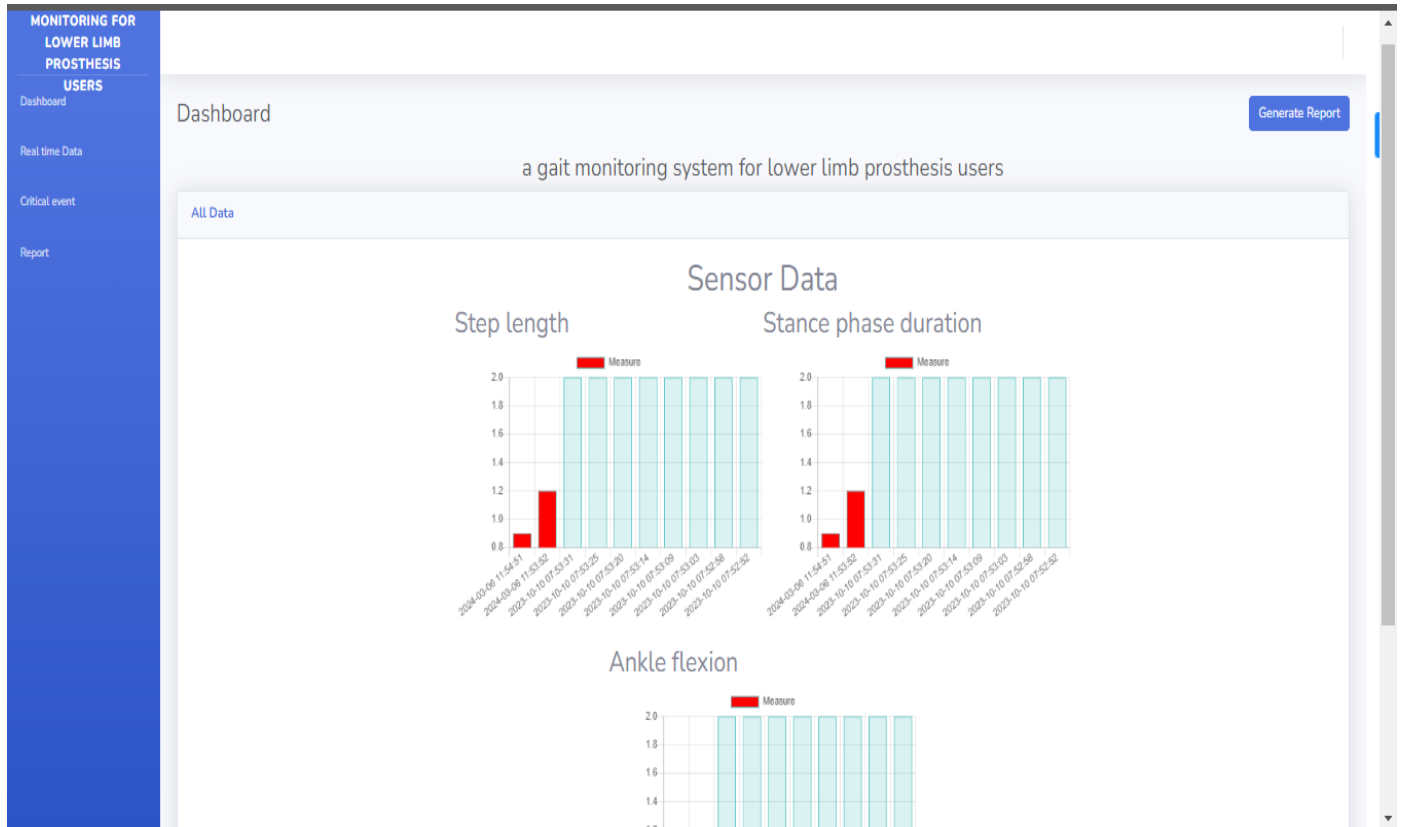 MONITORING FOR
LOWER LIMB
PROSTHESIS
USERS
Dashboard
Real time Data
Critical event
Report
Dashboard
Generate Report
a gait monitoring system for lower limb prosthesis users
All Data
Sensor Data
Step length
Measure
2.0
1.8
1.6
1.4
1.2
1.0
0.8
2024-03-06 11:54:51
2024-03-06 11:53:52
2023-10-10 07:53:31
2023-10-10 07:53:25
2023-10-10 07:53:20
2023-10-10 07:53:14
2023-10-10 07:53:09
2023-10-10 07:53:03
2023-10-10 07:52:58
2023-10-10 07:52:52
Stance phase duration
Measure
2.0
1.8
1.6
1.4
1.2
1.0
0.8
2024-03-06 11:54:51
2024-03-06 11:53:52
2023-10-10 07:53:31
2023-10-10 07:53:25
2023-10-10 07:53:20
2023-10-10 07:53:14
2023-10-10 07:53:09
2023-10-10 07:53:03
2023-10-10 07:52:58
2023-10-10 07:52:52
Ankle flexion
Measure
2.0
1.8
1.6
1.4